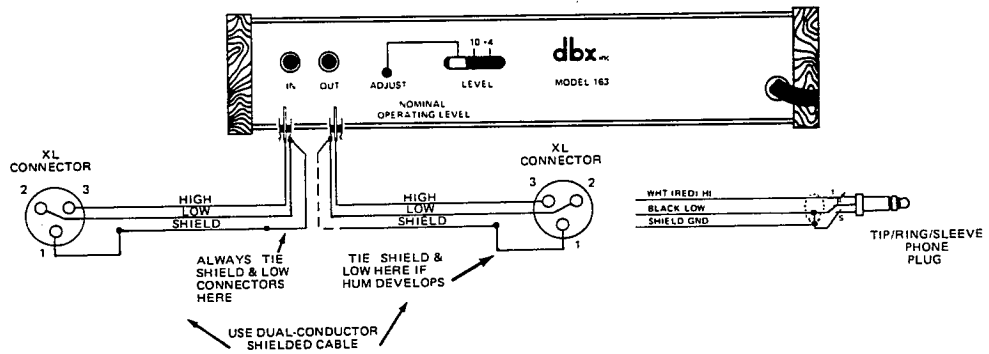 10 -4
dbx inc
IN OUT ADJUST LEVEL MODEL 163
NOMINAL
OPERATING LEVEL
XL
CONNECTOR
2 3
1
HIGH
LOW
SHIELD
HIGH
LOW
SHIELD
XL
CONNECTOR
3 2
1
WHT (RED) HI
BLACK LOW
SHIELD GND
T
S
TIP/RING/SLEEVE
PHONE
PLUG
ALWAYS TIE
SHIELD & LOW
CONNECTORS
HERE
TIE SHIELD &
LOW HERE IF
HUM DEVELOPS
USE DUAL-CONDUCTOR
SHIELDED CABLE